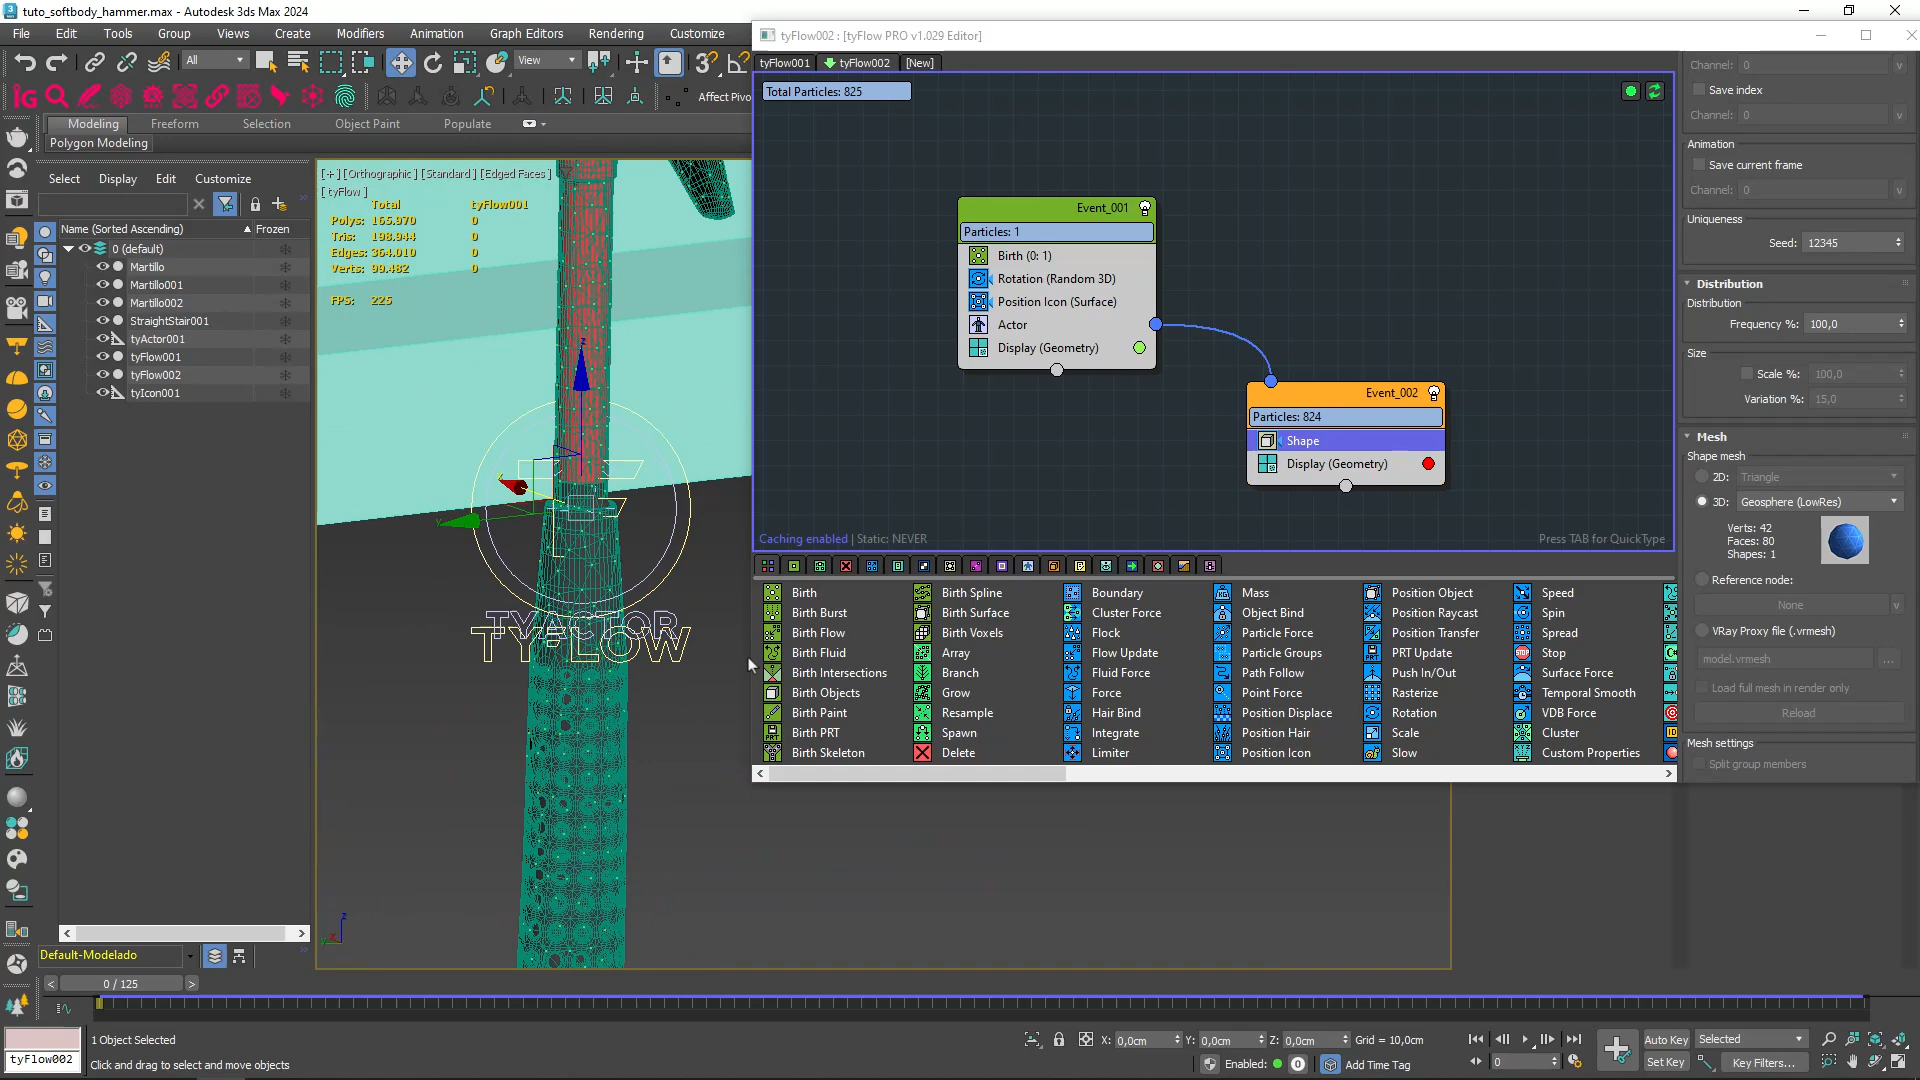 tuto_softbody_hammer.max - Autodesk 3ds Max 2024
File Edit Tools Group Views Create Modifiers Animation Graph Editors Rendering Customize
All
View
Affect Pivo
Modeling Freeform Selection Object Paint Populate
Polygon Modeling
Select Display Edit Customize
Name (Sorted Ascending) Frozen
0 (default)
Martillo
Martillo001
Martillo002
StraightStair001
tyActor001
tyFlow001
tyFlow002
tyIcon001
Default-Modelado
[+] [Orthographic] [Standard] [Edged Faces]
[tyFlow]
Total tyFlow001
Polys: 165.970 0
Tris: 198.944 0
Edges: 364.010 0
Verts: 99.482 0
FPS: 225
TYACTOR
TYFLOW
tyFlow002 : [tyFlow PRO v1.029 Editor]
tyFlow001 tyFlow002 [New]
Total Particles: 825
Event_001
Particles: 1
Birth (0: 1)
Rotation (Random 3D)
Position Icon (Surface)
Actor
Display (Geometry)
Event_002
Particles: 824
Shape
Display (Geometry)
Caching enabled | Static: NEVER
Press TAB for QuickType
Birth Birth Spline Boundary Mass Position Object Speed
Birth Burst Birth Surface Cluster Force Object Bind Position Raycast Spin
Birth Flow Birth Voxels Flock Particle Force Position Transfer Spread
Birth Fluid Array Flow Update Particle Groups PRT Update Stop
Birth Intersections Branch Fluid Force Path Follow Push In/Out Surface Force
Birth Objects Grow Force Point Force Rasterize Temporal Smooth
Birth Paint Resample Hair Bind Position Displace Rotation VDB Force
Birth PRT Spawn Integrate Position Hair Scale Cluster
Birth Skeleton Delete Limiter Position Icon Slow Custom Properties
Channel: 0
Save index
Channel: 0
Animation
Save current frame
Channel: 0
Uniqueness
Seed: 12345
Distribution
Distribution
Frequency %: 100,0
Size
Scale %: 100,0
Variation %: 15,0
Mesh
Shape mesh
2D: Triangle
3D: Geosphere (LowRes)
Verts: 42
Faces: 80
Shapes: 1
Reference node:
None
VRay Proxy file (.vrmesh)
model.vrmesh ...
Load full mesh in render only
Reload
Mesh settings
Split group members
0 / 125
tyFlow002
1 Object Selected
Click and drag to select and move objects
X: 0,0cm Y: 0,0cm Z: 0,0cm Grid = 10,0cm
Enabled: 0 Add Time Tag
0
Auto Key Selected
Set Key Key Filters...